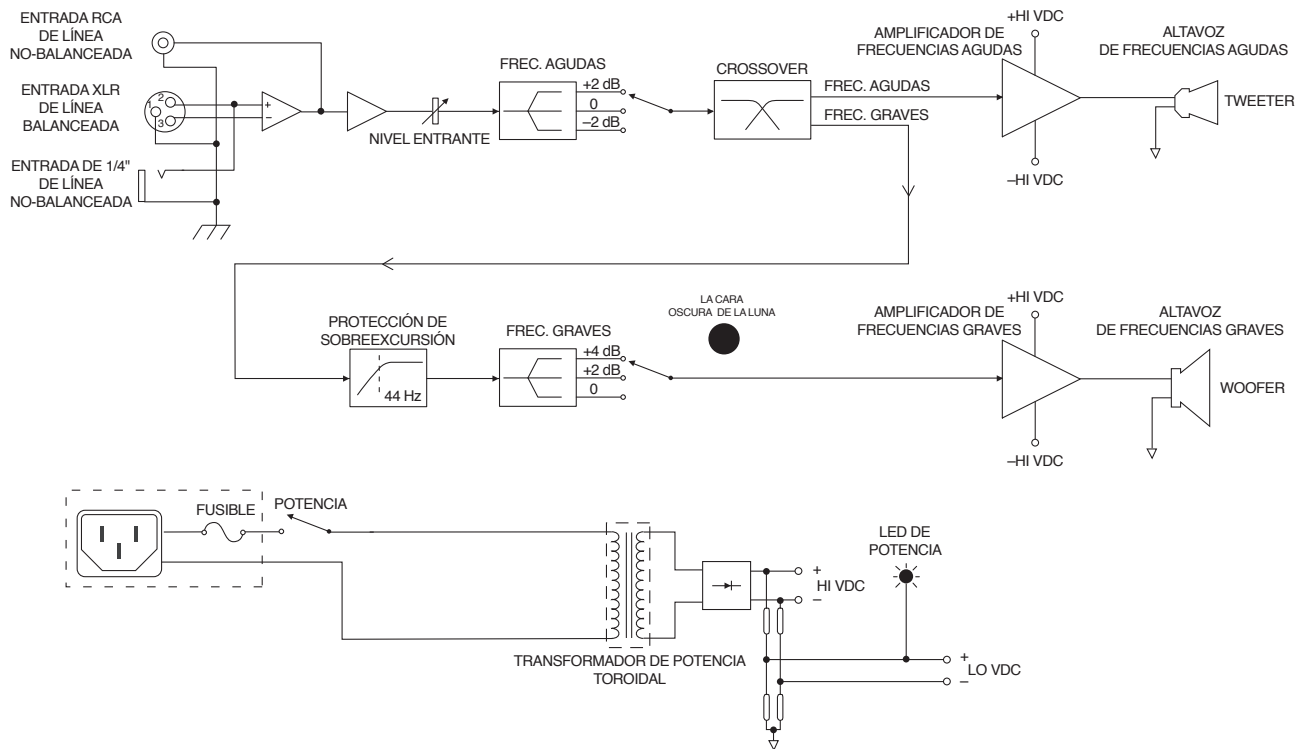 ENTRADA RCA
DE LÍNEA
NO-BALANCEADA
ENTRADA XLR
DE LÍNEA
BALANCEADA
1
2
3
+
–
ENTRADA DE 1/4"
DE LÍNEA
NO-BALANCEADA
NIVEL ENTRANTE
FREC. AGUDAS
+2 dB
0
–2 dB
CROSSOVER
FREC. AGUDAS
FREC. GRAVES
AMPLIFICADOR DE
FRECUENCIAS AGUDAS
+HI VDC
–HI VDC
ALTAVOZ
DE FRECUENCIAS AGUDAS
TWEETER
PROTECCIÓN DE
SOBREEXCURSIÓN
44 Hz
FREC. GRAVES
+4 dB
+2 dB
0
LA CARA
OSCURA DE LA LUNA
AMPLIFICADOR DE
FRECUENCIAS GRAVES
+HI VDC
–HI VDC
ALTAVOZ
DE FRECUENCIAS GRAVES
WOOFER
FUSIBLE
POTENCIA
TRANSFORMADOR DE POTENCIA
TOROIDAL
+
HI VDC
–
LED DE
POTENCIA
+
LO VDC
–